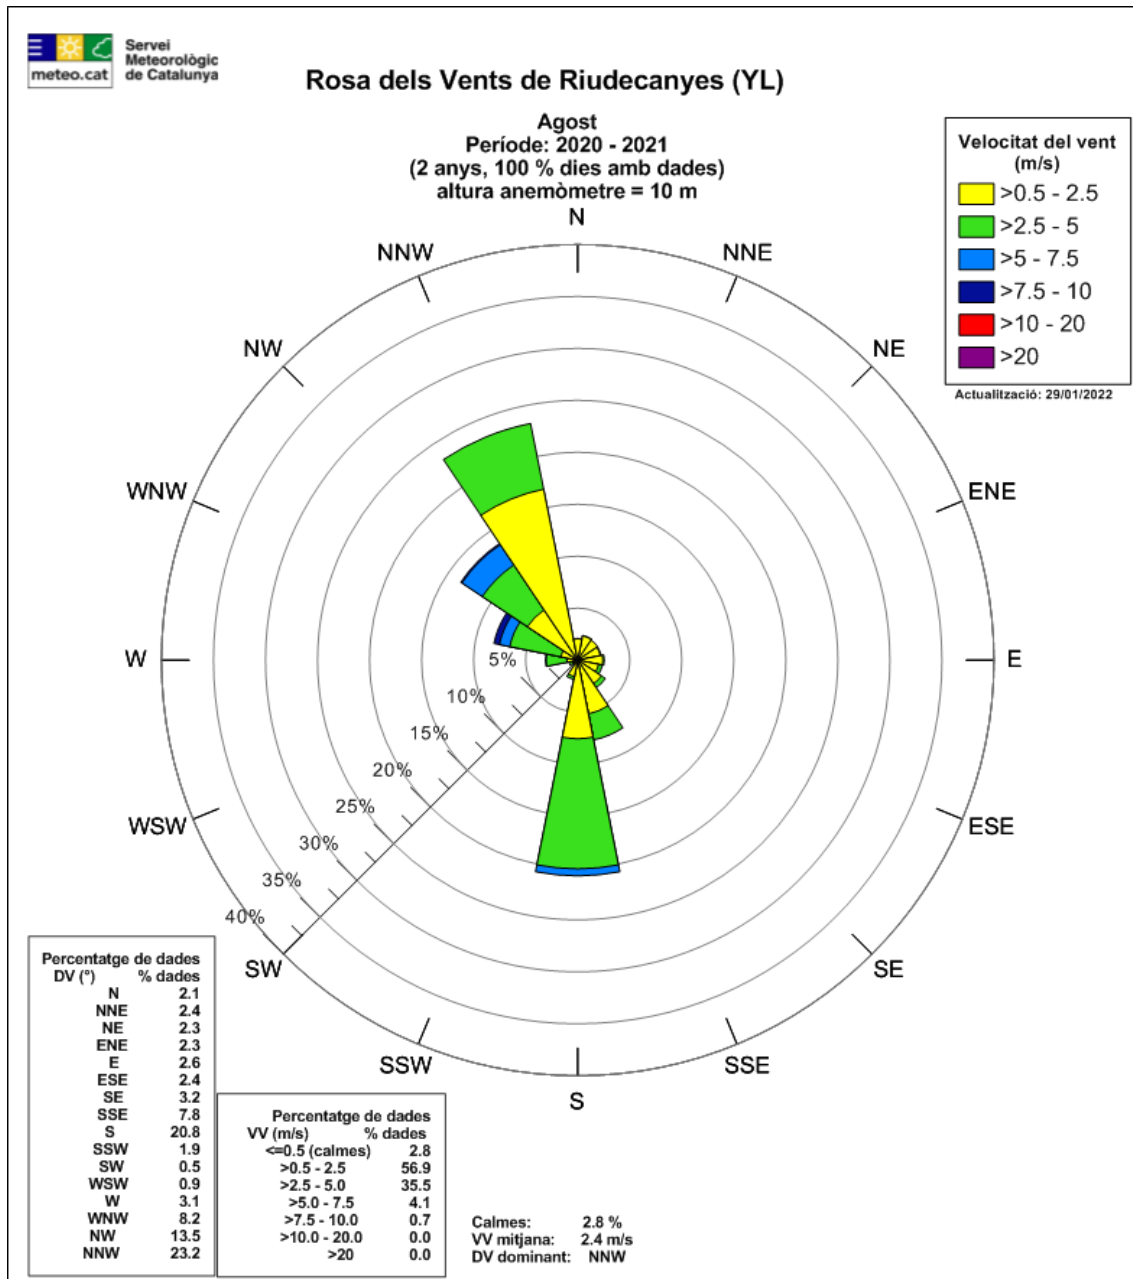 Servei
Meteorològic
de Catalunya
meteo.cat
Rosa dels Vents de Riudecanyes (YL)
Agost
Període: 2020 - 2021
(2 anys, 100 % dies amb dades)
altura anemòmetre = 10 m
Velocitat del vent
(m/s)
>0.5 - 2.5
>2.5 - 5
>5 - 7.5
>7.5 - 10
>10 - 20
>20
Actualització: 29/01/2022
N
NNE
NE
ENE
E
ESE
SE
SSE
S
SSW
SW
WSW
W
WNW
NW
NNW
5%
10%
15%
20%
25%
30%
35%
40%
Percentatge de dades
DV (°) % dades
N 2.1
NNE 2.4
NE 2.3
ENE 2.3
E 2.6
ESE 2.4
SE 3.2
SSE 7.8
S 20.8
SSW 1.9
SW 0.5
WSW 0.9
W 3.1
WNW 8.2
NW 13.5
NNW 23.2
Percentatge de dades
VV (m/s) % dades
<=0.5 (calmes) 2.8
>0.5 - 2.5 56.9
>2.5 - 5.0 35.5
>5.0 - 7.5 4.1
>7.5 - 10.0 0.7
>10.0 - 20.0 0.0
>20 0.0
Calmes: 2.8 %
VV mitjana: 2.4 m/s
DV dominant: NNW